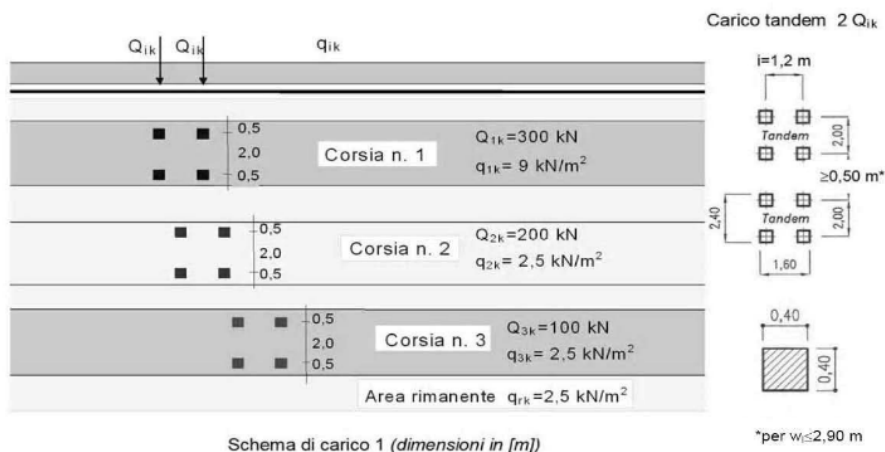 Carico tandem 2 Qik
Qik Qik qik
i=1,2 m
0,5
2,0
0,5
Corsia n. 1
Q1k=300 kN
q1k= 9 kN/m²
Tandem
2,00
≥0,50 m*
0,5
2,0
0,5
Corsia n. 2
Q2k=200 kN
q2k= 2,5 kN/m²
2,40
Tandem
2,00
1,60
0,5
2,0
0,5
Corsia n. 3
Q3k=100 kN
q3k= 2,5 kN/m²
0,40
0,40
Area rimanente qrk=2,5 kN/m²
Schema di carico 1 (dimensioni in [m])
*per wl≤2,90 m